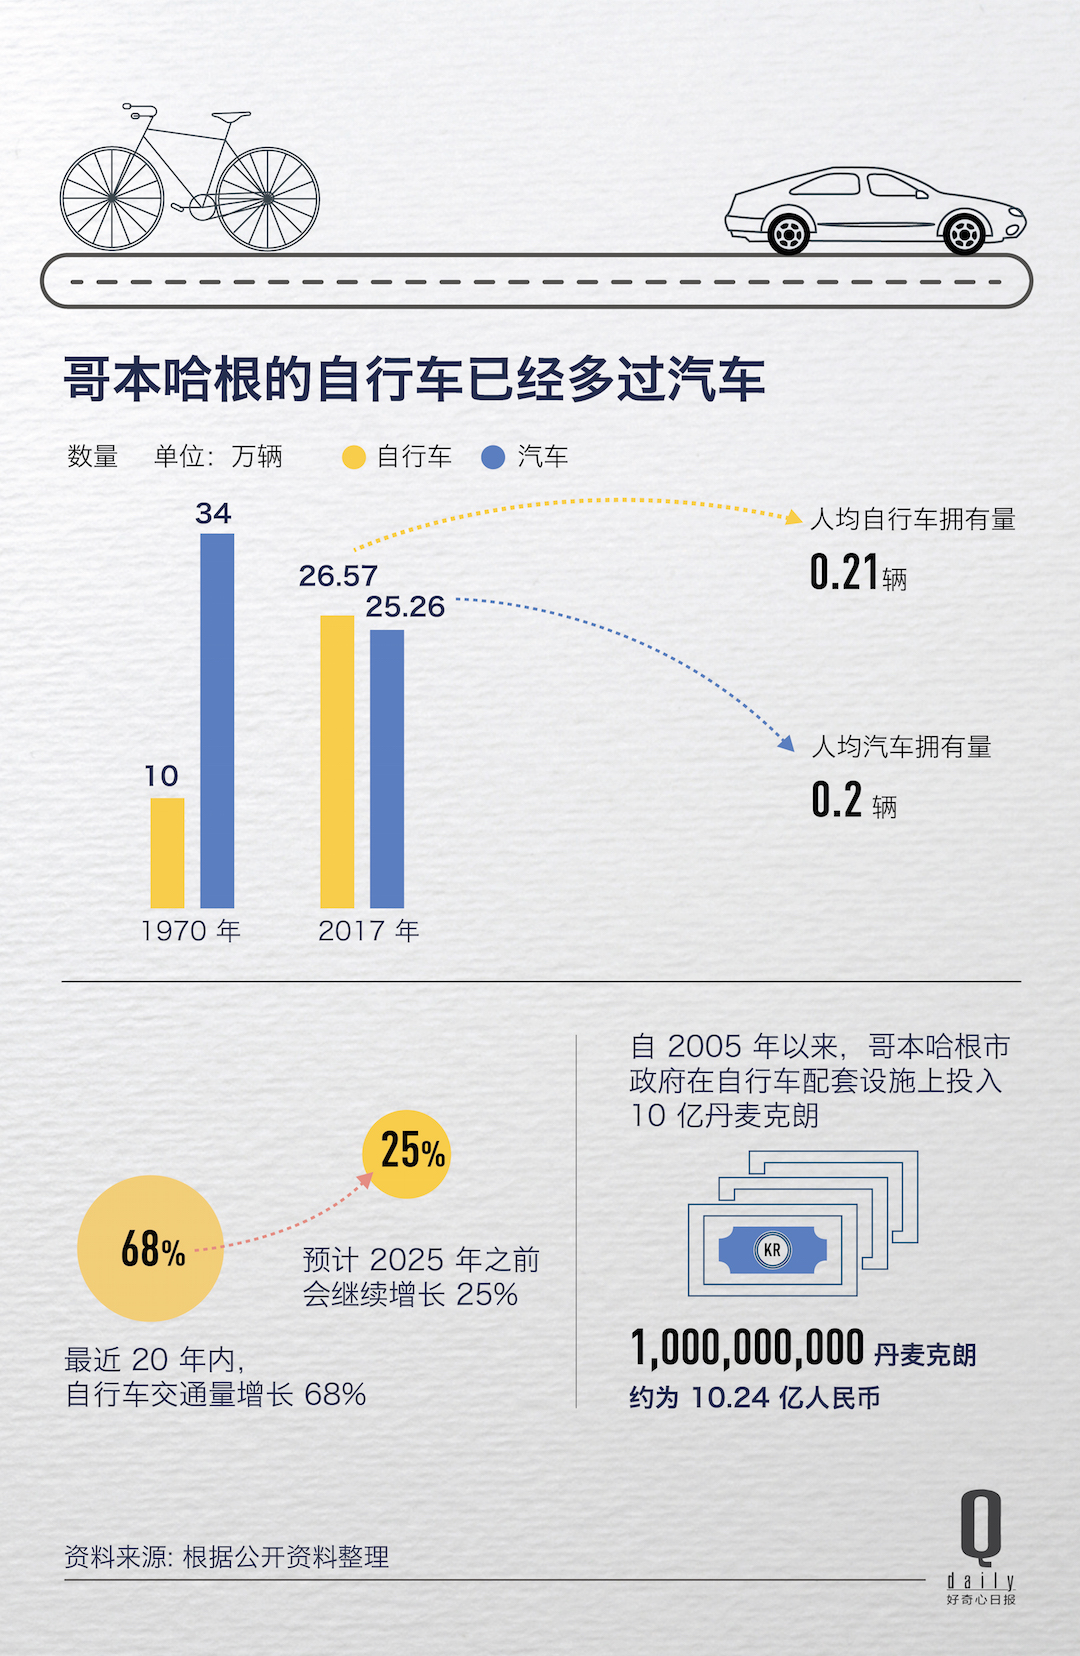 哥本哈根的自行车已经多过汽车
数量 单位：万辆 自行车 汽车
34
26.57
25.26
10
1970 年
2017 年
人均自行车拥有量
0.21辆
人均汽车拥有量
0.2 辆
68%
25%
预计 2025 年之前
会继续增长 25%
最近 20 年内，
自行车交通量增长 68%
自 2005 年以来，哥本哈根市
政府在自行车配套设施上投入
10 亿丹麦克朗
KR
1,000,000,000 丹麦克朗
约为 10.24 亿人民币
资料来源: 根据公开资料整理
Q
daily
好奇心日报